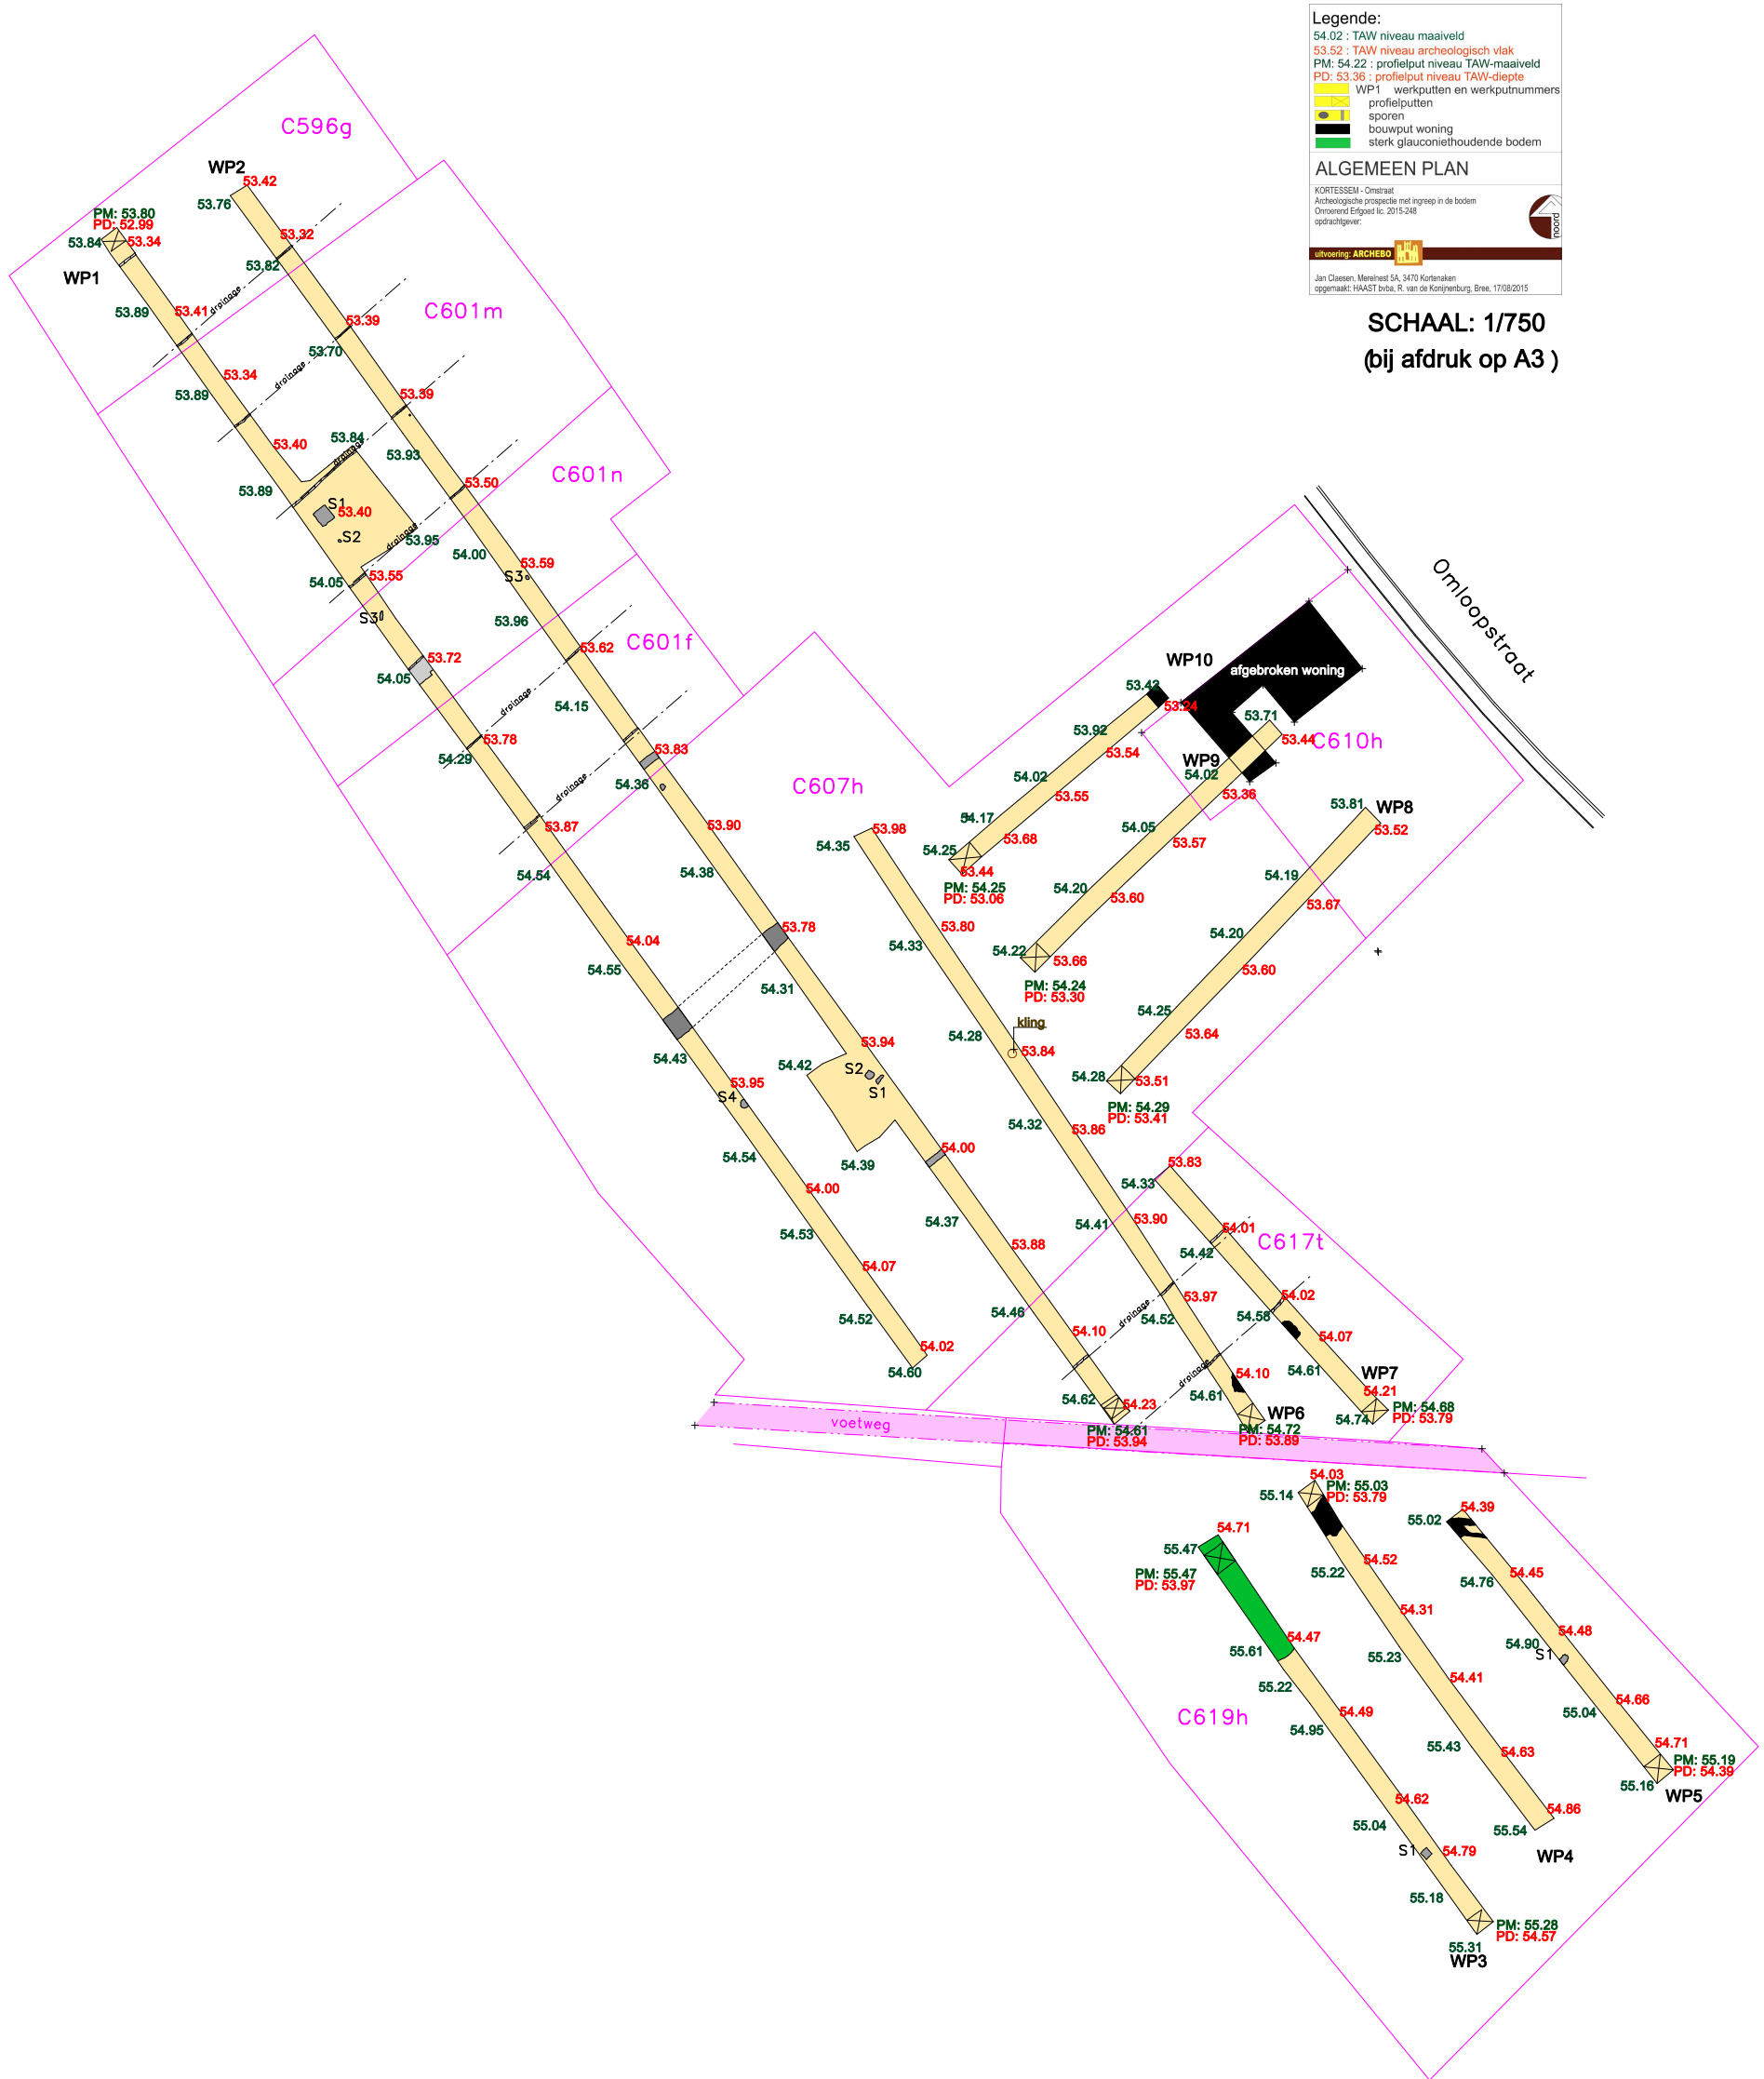 Legende:
54.02 : TAW niveau maaiveld
53.52 : TAW niveau archeologisch vlak
PM: 54.22 : profielput niveau TAW-maaiveld
PD: 53.36 : profielput niveau TAW-diepte
WP1 werkputten en werkputnummers
profielputten
sporen
bouwput woning
sterk glauconiethoudende bodem
ALGEMEEN PLAN
KORTESSEM - Omstraat
Archeologische prospectie met ingreep in de bodem
Onroerend Erfgoed lic. 2015-248
opdrachtgever:
noord
uitvoering: ARCHEBO
Jan Claesen, Merelnest 5A, 3470 Kortenaken
opgemaakt: HAAST bvba, R. van de Konijnenburg, Bree, 17/08/2015
SCHAAL: 1/750
(bij afdruk op A3 )
C596g
WP2
53.42
53.76
PM: 53.80
PD: 52.99
53.84
53.34
WP1
53.32
53.82
drainage
53.89
53.41
C601m
53.39
53.70
53.34
drainage
53.89
53.39
53.40
53.84
drainage
53.93
C601n
53.89
53.50
S1
53.40
S2
drainage
53.95
54.00
53.59
54.05
53.55
S3
S3
53.96
C601f
53.62
53.72
54.05
drainage
54.15
53.78
54.29
53.83
54.36
drainage
53.87
53.90
54.54
54.38
C607h
53.98
54.35
53.78
54.04
54.55
54.31
53.80
54.33
54.43
53.94
54.42
S2
S1
54.28
kling
53.84
53.95
S4
54.54
54.39
54.00
54.32
53.86
54.00
54.53
54.37
53.88
54.41
53.90
54.07
54.52
54.46
54.02
54.60
54.10
drainage
54.52
53.97
54.62
54.23
PM: 54.61
PD: 53.94
drainage
54.10
54.61
WP6
PM: 54.72
PD: 53.89
Omloopstraat
WP10
afgebroken woning
53.43
53.24
53.92
53.54
53.71
53.44
C610h
WP9
54.02
53.36
54.02
53.55
54.17
53.68
54.25
53.44
PM: 54.25
PD: 53.06
54.05
53.57
54.20
53.60
54.22
53.66
PM: 54.24
PD: 53.30
53.81
WP8
53.52
54.19
53.67
54.20
53.60
54.25
53.64
54.28
53.51
PM: 54.29
PD: 53.41
53.83
54.33
54.01
C617t
54.42
54.02
54.58
54.07
54.61
WP7
54.21
54.74
PM: 54.68
PD: 53.79
voetweg
54.03
PM: 55.03
PD: 53.79
55.14
54.39
55.02
54.71
55.47
PM: 55.47
PD: 53.97
54.52
55.22
54.45
54.76
54.31
54.47
55.61
55.22
55.23
54.48
54.90
S1
54.41
54.66
C619h
54.49
54.95
55.04
55.43
54.63
54.71
PM: 55.19
PD: 54.39
55.16
WP5
54.62
55.04
54.86
55.54
WP4
S1
54.79
55.18
PM: 55.28
PD: 54.57
55.31
WP3